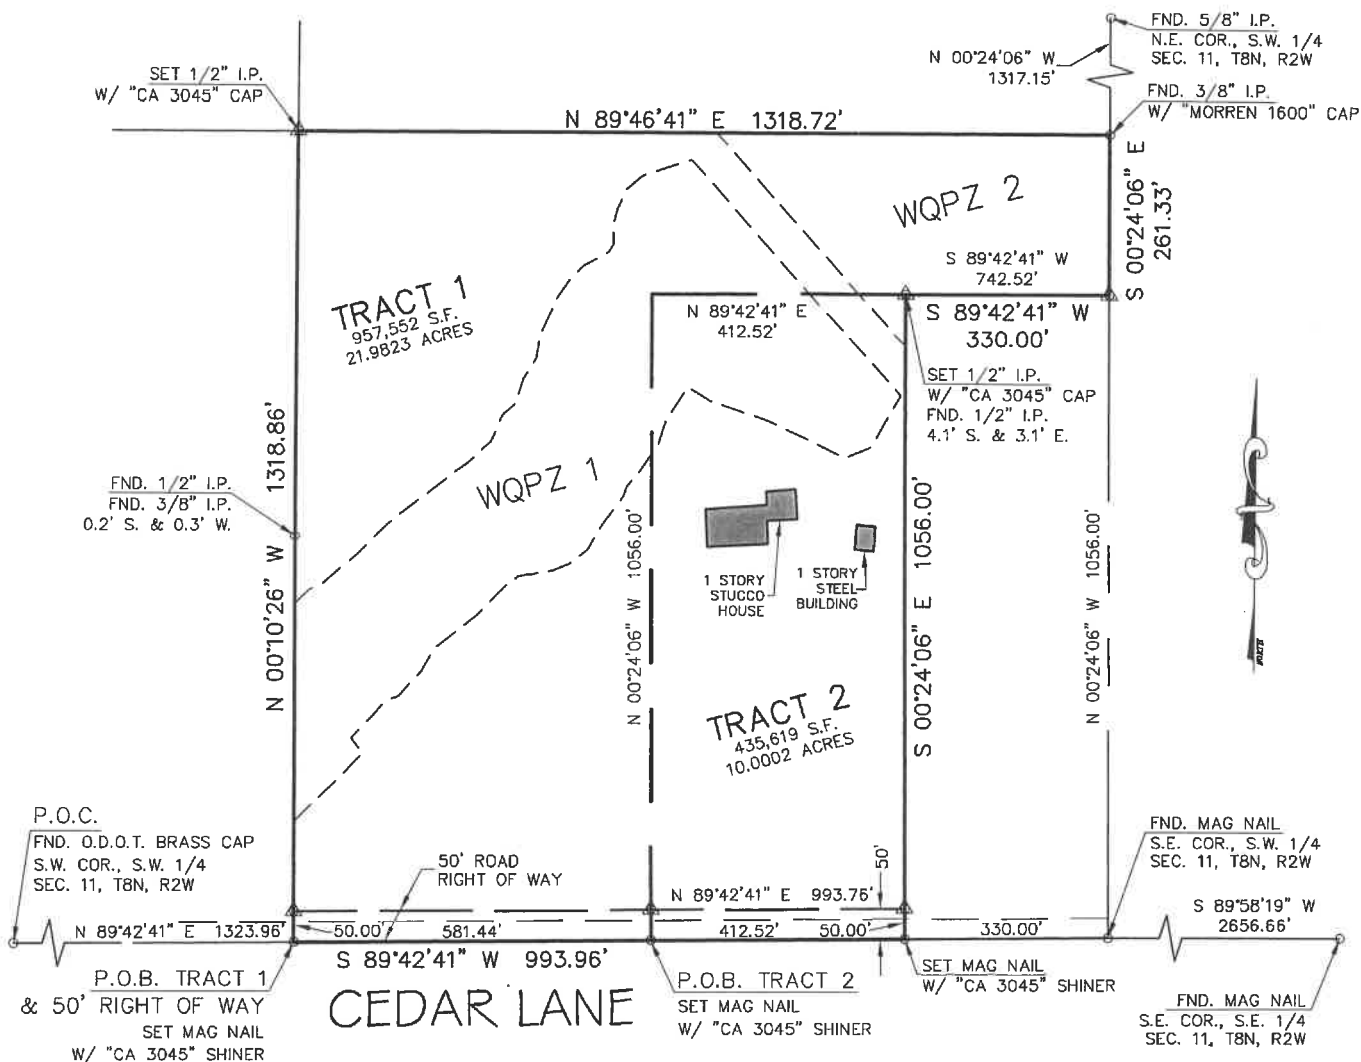 FND. 5/8" I.P.
N.E. COR., S.W. 1/4
SEC. 11, T8N, R2W
N 00°24'06" W
1317.15'
SET 1/2" I.P.
W/ "CA 3045" CAP
FND. 3/8" I.P.
W/ "MORREN 1600" CAP
N 89°46'41" E 1318.72'
S 00°24'06" E
261.33'
WQPZ 2
S 89°42'41" W
742.52'
TRACT 1
957,552 S.F.
21.9823 ACRES
N 89°42'41" E
412.52'
S 89°42'41" W
330.00'
SET 1/2" I.P.
W/ "CA 3045" CAP
FND. 1/2" I.P.
4.1' S. & 3.1' E.
N 00°10'26" W 1318.86'
FND. 1/2" I.P.
FND. 3/8" I.P.
0.2' S. & 0.3' W.
WQPZ 1
N 00°24'06" W 1056.00'
1 STORY
STUCCO
HOUSE
1 STORY
STEEL
BUILDING
S 00°24'06" E 1056.00'
N 00°24'06" W 1056.00'
NORTH
TRACT 2
435,619 S.F.
10.0002 ACRES
P.O.C.
FND. O.D.O.T. BRASS CAP
S.W. COR., S.W. 1/4
SEC. 11, T8N, R2W
50' ROAD
RIGHT OF WAY
50'
FND. MAG NAIL
S.E. COR., S.W. 1/4
SEC. 11, T8N, R2W
N 89°42'41" E 993.76'
S 89°58'19" W
2656.66'
N 89°42'41" E 1323.96'
50.00'
581.44'
412.52'
50.00'
330.00'
S 89°42'41" W 993.96'
P.O.B. TRACT 1
& 50' RIGHT OF WAY
SET MAG NAIL
W/ "CA 3045" SHINER
CEDAR LANE
P.O.B. TRACT 2
SET MAG NAIL
W/ "CA 3045" SHINER
SET MAG NAIL
W/ "CA 3045" SHINER
FND. MAG NAIL
S.E. COR., S.E. 1/4
SEC. 11, T8N, R2W